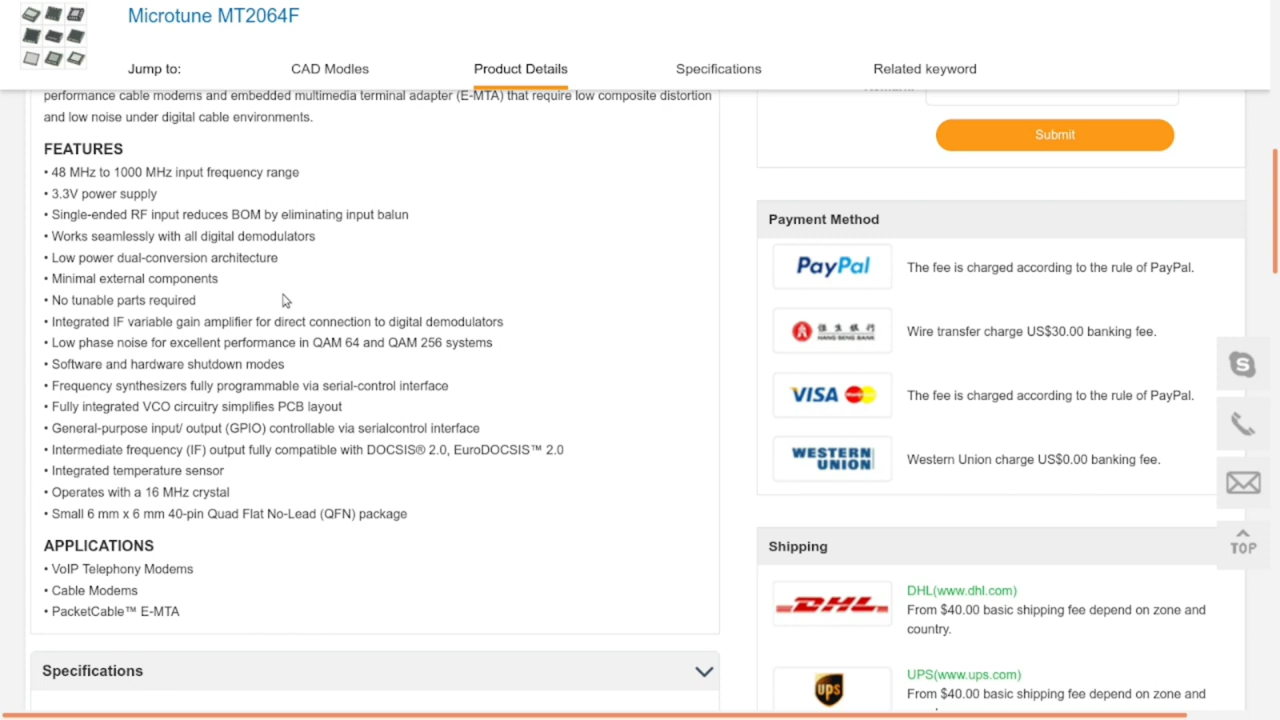 Microtune MT2064F
Jump to:
CAD Modles
Product Details
Specifications
Related keyword
performance cable modems and embedded multimedia terminal adapter (E-MTA) that require low composite distortion
and low noise under digital cable environments.
FEATURES
• 48 MHz to 1000 MHz input frequency range
• 3.3V power supply
• Single-ended RF input reduces BOM by eliminating input balun
• Works seamlessly with all digital demodulators
• Low power dual-conversion architecture
• Minimal external components
• No tunable parts required
• Integrated IF variable gain amplifier for direct connection to digital demodulators
• Low phase noise for excellent performance in QAM 64 and QAM 256 systems
• Software and hardware shutdown modes
• Frequency synthesizers fully programmable via serial-control interface
• Fully integrated VCO circuitry simplifies PCB layout
• General-purpose input/ output (GPIO) controllable via serialcontrol interface
• Intermediate frequency (IF) output fully compatible with DOCSIS® 2.0, EuroDOCSIS™ 2.0
• Integrated temperature sensor
• Operates with a 16 MHz crystal
• Small 6 mm x 6 mm 40-pin Quad Flat No-Lead (QFN) package
APPLICATIONS
• VoIP Telephony Modems
• Cable Modems
• PacketCable™ E-MTA
Specifications
Submit
Payment Method
PayPal
The fee is charged according to the rule of PayPal.
恒生銀行
HANG SENG BANK
Wire transfer charge US$30.00 banking fee.
VISA
The fee is charged according to the rule of PayPal.
WESTERN
UNION
Western Union charge US$0.00 banking fee.
Shipping
DHL
DHL(www.dhl.com)
From $40.00 basic shipping fee depend on zone and
country.
ups
UPS(www.ups.com)
From $40.00 basic shipping fee depend on zone and
TOP